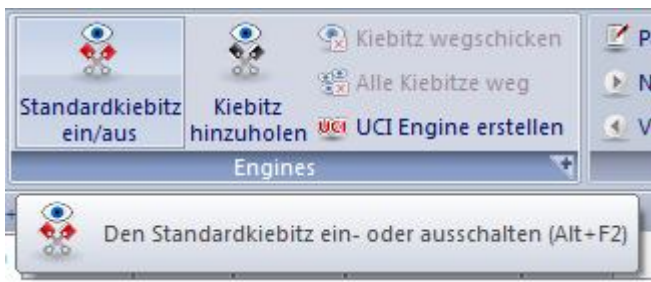 Standardkiebitz
ein/aus
Kiebitz
hinzuholen
Kiebitz wegschicken
Alle Kiebitze weg
UCI UCI Engine erstellen
P
N
V
Engines
Den Standardkiebitz ein- oder ausschalten (Alt+F2)